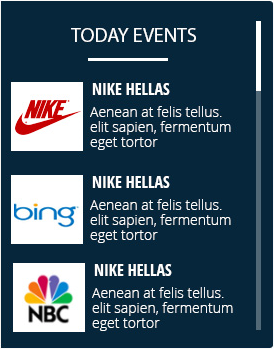 TODAY EVENTS
NIKE
NIKE HELLAS
Aenean at felis tellus.
elit sapien, fermentum
eget tortor
bing
NIKE HELLAS
Aenean at felis tellus.
elit sapien, fermentum
eget tortor
NBC
NIKE HELLAS
Aenean at felis tellus.
elit sapien, fermentum
eget tortor